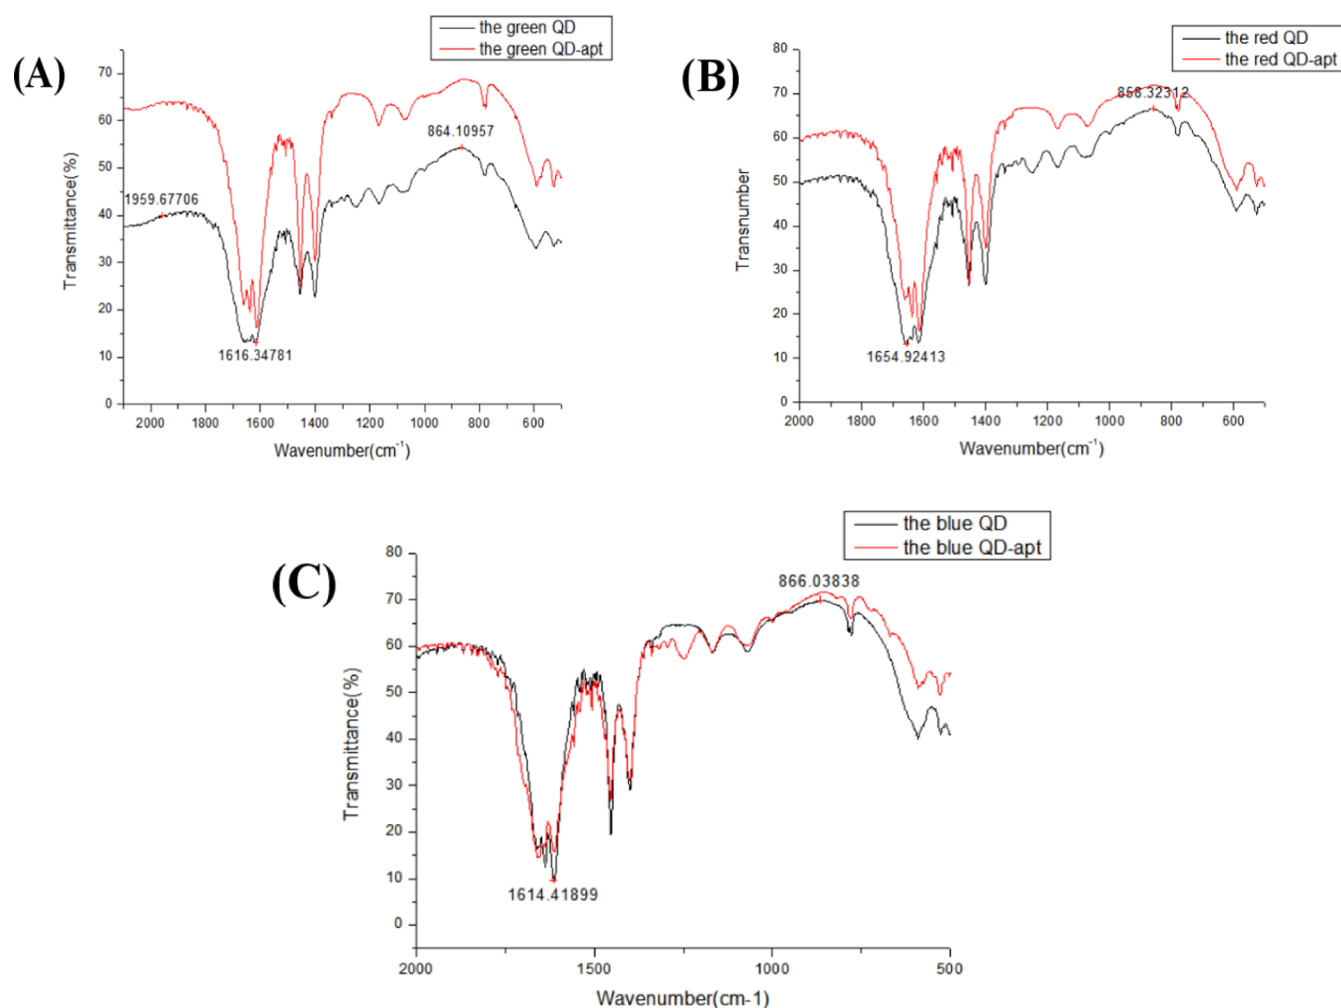 (A)
the green QD
the green QD-apt
Transmittance(%)
70
60
50
40
30
20
10
0
1959.67706
864.10957
1616.34781
2000 1800 1600 1400 1200 1000 800 600
Wavenumber(cm-1)
(B)
the red QD
the red QD-apt
Transnumber
80
70
60
50
40
30
20
10
0
858.32312
1654.92413
2000 1800 1600 1400 1200 1000 800 600
Wavenumber(cm-1)
(C)
the blue QD
the blue QD-apt
Transmittance(%)
80
70
60
50
40
30
20
10
0
866.03838
1614.41899
2000 1500 1000 500
Wavenumber(cm-1)